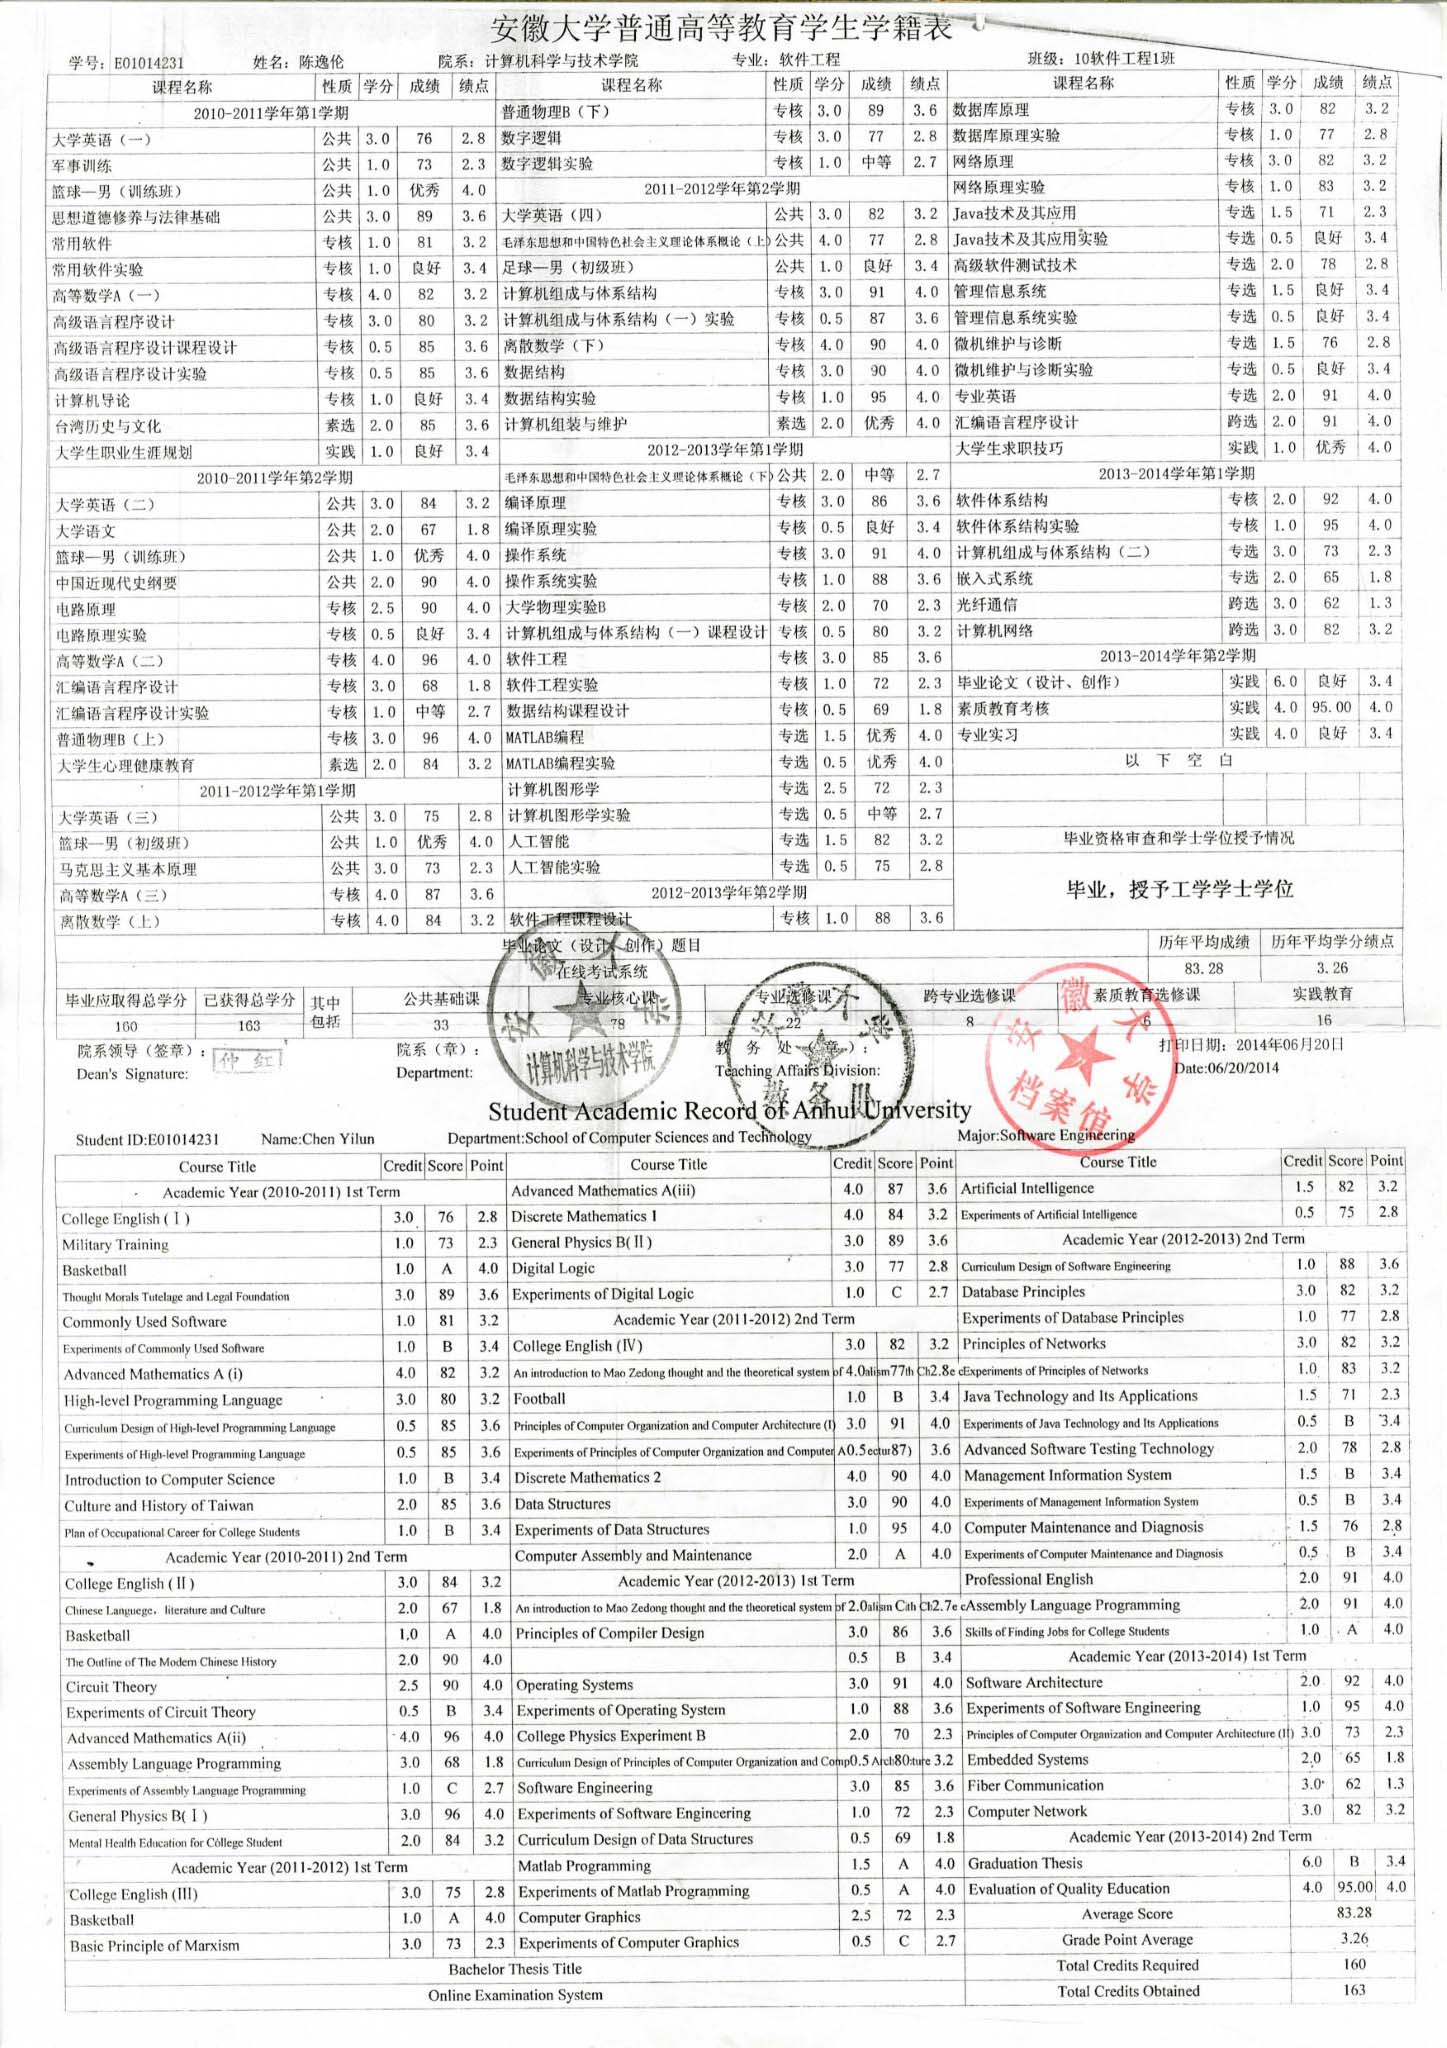 安徽大学普通高等教育学生学籍表
学号: E01014231 姓名: 陈逸伦 院系: 计算机科学与技术学院 专业: 软件工程 班级: 10软件工程1班
课程名称 性质 学分 成绩 绩点
2010-2011学年第1学期
大学英语（一） 公共 3.0 76 2.8
军事训练 公共 1.0 73 2.3
篮球—男（训练班） 公共 1.0 优秀 4.0
思想道德修养与法律基础 公共 3.0 89 3.6
常用软件 专核 1.0 81 3.2
常用软件实验 专核 1.0 良好 3.4
高等数学A（一） 专核 4.0 82 3.2
高级语言程序设计 专核 3.0 80 3.2
高级语言程序设计课程设计 专核 0.5 85 3.6
高级语言程序设计实验 专核 0.5 85 3.6
计算机导论 专核 1.0 良好 3.4
台湾历史与文化 素选 2.0 85 3.6
大学生职业生涯规划 实践 1.0 良好 3.4
2010-2011学年第2学期
大学英语（二） 公共 3.0 84 3.2
大学语文 公共 2.0 67 1.8
篮球—男（训练班） 公共 1.0 优秀 4.0
中国近现代史纲要 公共 2.0 90 4.0
电路原理 专核 2.5 90 4.0
电路原理实验 专核 0.5 良好 3.4
高等数学A（二） 专核 4.0 96 4.0
汇编语言程序设计 专核 3.0 68 1.8
汇编语言程序设计实验 专核 1.0 中等 2.7
普通物理B（上） 专核 3.0 96 4.0
大学生心理健康教育 素选 2.0 84 3.2
2011-2012学年第1学期
大学英语（三） 公共 3.0 75 2.8
篮球—男（初级班） 公共 1.0 优秀 4.0
马克思主义基本原理 公共 3.0 73 2.3
高等数学A（三） 专核 4.0 87 3.6
离散数学（上） 专核 4.0 84 3.2
课程名称 性质 学分 成绩 绩点
普通物理B（下） 专核 3.0 89 3.6
数字逻辑 专核 3.0 77 2.8
数字逻辑实验 专核 1.0 中等 2.7
2011-2012学年第2学期
大学英语（四） 公共 3.0 82 3.2
毛泽东思想和中国特色社会主义理论体系概论（上） 公共 4.0 77 2.8
足球—男（初级班） 公共 1.0 良好 3.4
计算机组成与体系结构 专核 3.0 91 4.0
计算机组成与体系结构（一）实验 专核 0.5 87 3.6
离散数学（下） 专核 4.0 90 4.0
数据结构 专核 3.0 90 4.0
数据结构实验 专核 1.0 95 4.0
计算机组装与维护 素选 2.0 优秀 4.0
2012-2013学年第1学期
毛泽东思想和中国特色社会主义理论体系概论（下） 公共 2.0 中等 2.7
编译原理 专核 3.0 86 3.6
编译原理实验 专核 0.5 良好 3.4
操作系统 专核 3.0 91 4.0
操作系统实验 专核 1.0 88 3.6
大学物理实验B 专核 2.0 70 2.3
计算机组成与体系结构（一）课程设计 专核 0.5 80 3.2
软件工程 专核 3.0 85 3.6
软件工程实验 专核 1.0 72 2.3
数据结构课程设计 专核 0.5 69 1.8
MATLAB编程 专选 1.5 优秀 4.0
MATLAB编程实验 专选 0.5 优秀 4.0
计算机图形学 专选 2.5 72 2.3
计算机图形学实验 专选 0.5 中等 2.7
人工智能 专选 1.5 82 3.2
人工智能实验 专选 0.5 75 2.8
2012-2013学年第2学期
软件工程课程设计 专核 1.0 88 3.6
课程名称 性质 学分 成绩 绩点
数据库原理 专核 3.0 82 3.2
数据库原理实验 专核 1.0 77 2.8
网络原理 专核 3.0 82 3.2
网络原理实验 专核 1.0 83 3.2
Java技术及其应用 专选 1.5 71 2.3
Java技术及其应用实验 专选 0.5 良好 3.4
高级软件测试技术 专选 2.0 78 2.8
管理信息系统 专选 1.5 良好 3.4
管理信息系统实验 专选 0.5 良好 3.4
微机维护与诊断 专选 1.5 76 2.8
微机维护与诊断实验 专选 0.5 良好 3.4
专业英语 专选 2.0 91 4.0
汇编语言程序设计 跨选 2.0 91 4.0
大学生求职技巧 实践 1.0 优秀 4.0
2013-2014学年第1学期
软件体系结构 专核 2.0 92 4.0
软件体系结构实验 专核 1.0 95 4.0
计算机组成与体系结构（二） 专选 3.0 73 2.3
嵌入式系统 专选 2.0 65 1.8
光纤通信 跨选 3.0 62 1.3
计算机网络 跨选 3.0 82 3.2
2013-2014学年第2学期
毕业论文（设计、创作） 实践 6.0 良好 3.4
素质教育考核 实践 4.0 95.00 4.0
专业实习 实践 4.0 良好 3.4
以 下 空 白
毕业资格审查和学士学位授予情况
毕业，授予工学学士学位
毕业论文（设计、创作）题目 历年平均成绩 历年平均学分绩点
在线考试系统 83.28 3.26
毕业应取得总学分 已获得总学分 其中包括 公共基础课 专业核心课 专业选修课 跨专业选修课 素质教育选修课 实践教育
160 163 33 78 22 8 6 16
院系领导（签章）: 仲红 院系（章）: 教 务 处（章）: 打印日期: 2014年06月20日
Dean's Signature: Department: Teaching Affairs Division: Date:06/20/2014
安徽大学
计算机科学与技术学院
安徽大学
教务处
安徽大学
档案馆
Student Academic Record of Anhui University
Student ID:E01014231 Name:Chen Yilun Department:School of Computer Sciences and Technology Major:Software Engineering
Course Title Credit Score Point
Academic Year (2010-2011) 1st Term
College English (Ⅰ) 3.0 76 2.8
Military Training 1.0 73 2.3
Basketball 1.0 A 4.0
Thought Morals Tutelage and Legal Foundation 3.0 89 3.6
Commonly Used Software 1.0 81 3.2
Experiments of Commonly Used Software 1.0 B 3.4
Advanced Mathematics A (i) 4.0 82 3.2
High-level Programming Language 3.0 80 3.2
Curriculum Design of High-level Programming Language 0.5 85 3.6
Experiments of High-level Programming Language 0.5 85 3.6
Introduction to Computer Science 1.0 B 3.4
Culture and History of Taiwan 2.0 85 3.6
Plan of Occupational Career for College Students 1.0 B 3.4
Academic Year (2010-2011) 2nd Term
College English (Ⅱ) 3.0 84 3.2
Chinese Languege, literature and Culture 2.0 67 1.8
Basketball 1.0 A 4.0
The Outline of The Modern Chinese History 2.0 90 4.0
Circuit Theory 2.5 90 4.0
Experiments of Circuit Theory 0.5 B 3.4
Advanced Mathematics A(ii) 4.0 96 4.0
Assembly Language Programming 3.0 68 1.8
Experiments of Assembly Language Programming 1.0 C 2.7
General Physics B(Ⅰ) 3.0 96 4.0
Mental Health Education for College Student 2.0 84 3.2
Academic Year (2011-2012) 1st Term
College English (III) 3.0 75 2.8
Basketball 1.0 A 4.0
Basic Principle of Marxism 3.0 73 2.3
Course Title Credit Score Point
Advanced Mathematics A(iii) 4.0 87 3.6
Discrete Mathematics 1 4.0 84 3.2
General Physics B(Ⅱ) 3.0 89 3.6
Digital Logic 3.0 77 2.8
Experiments of Digital Logic 1.0 C 2.7
Academic Year (2011-2012) 2nd Term
College English (Ⅳ) 3.0 82 3.2
An introduction to Mao Zedong thought and the theoretical system of 4.0 77 2.8
Football 1.0 B 3.4
Principles of Computer Organization and Computer Architecture (I) 3.0 91 4.0
Experiments of Principles of Computer Organization and Computer 0.5 87 3.6
Discrete Mathematics 2 4.0 90 4.0
Data Structures 3.0 90 4.0
Experiments of Data Structures 1.0 95 4.0
Computer Assembly and Maintenance 2.0 A 4.0
Academic Year (2012-2013) 1st Term
An introduction to Mao Zedong thought and the theoretical system of 2.0 C 2.7
Principles of Compiler Design 3.0 86 3.6
0.5 B 3.4
Operating Systems 3.0 91 4.0
Experiments of Operating System 1.0 88 3.6
College Physics Experiment B 2.0 70 2.3
Curriculum Design of Principles of Computer Organization and 0.5 80 3.2
Software Engineering 3.0 85 3.6
Experiments of Software Engineering 1.0 72 2.3
Curriculum Design of Data Structures 0.5 69 1.8
Matlab Programming 1.5 A 4.0
Experiments of Matlab Programming 0.5 A 4.0
Computer Graphics 2.5 72 2.3
Experiments of Computer Graphics 0.5 C 2.7
Course Title Credit Score Point
Artificial Intelligence 1.5 82 3.2
Experiments of Artificial Intelligence 0.5 75 2.8
Academic Year (2012-2013) 2nd Term
Curriculum Design of Software Engineering 1.0 88 3.6
Database Principles 3.0 82 3.2
Experiments of Database Principles 1.0 77 2.8
Principles of Networks 3.0 82 3.2
Experiments of Principles of Networks 1.0 83 3.2
Java Technology and Its Applications 1.5 71 2.3
Experiments of Java Technology and Its Applications 0.5 B 3.4
Advanced Software Testing Technology 2.0 78 2.8
Management Information System 1.5 B 3.4
Experiments of Management Information System 0.5 B 3.4
Computer Maintenance and Diagnosis 1.5 76 2.8
Experiments of Computer Maintenance and Diagnosis 0.5 B 3.4
Professional English 2.0 91 4.0
Assembly Language Programming 2.0 91 4.0
Skills of Finding Jobs for College Students 1.0 A 4.0
Academic Year (2013-2014) 1st Term
Software Architecture 2.0 92 4.0
Experiments of Software Engineering 1.0 95 4.0
Principles of Computer Organization and Computer Architecture (II) 3.0 73 2.3
Embedded Systems 2.0 65 1.8
Fiber Communication 3.0 62 1.3
Computer Network 3.0 82 3.2
Academic Year (2013-2014) 2nd Term
Graduation Thesis 6.0 B 3.4
Evaluation of Quality Education 4.0 95.00 4.0
Average Score 83.28
Grade Point Average 3.26
Bachelor Thesis Title Total Credits Required 160
Online Examination System Total Credits Obtained 163